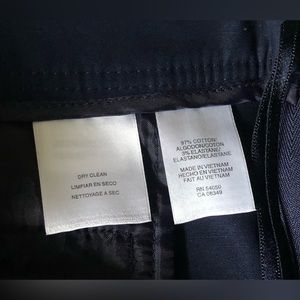 DRY CLEAN
LIMPIAR EN SECO
NETTOYAGE A SEC
97% COTTON/
ALGODON/COTON
3% ELASTANE/
ELASTANO/ELASTANE
MADE IN VIETNAM
HECHO EN VIETNAM
FAIT AU VIETNAM
RN 54050
CA 08349